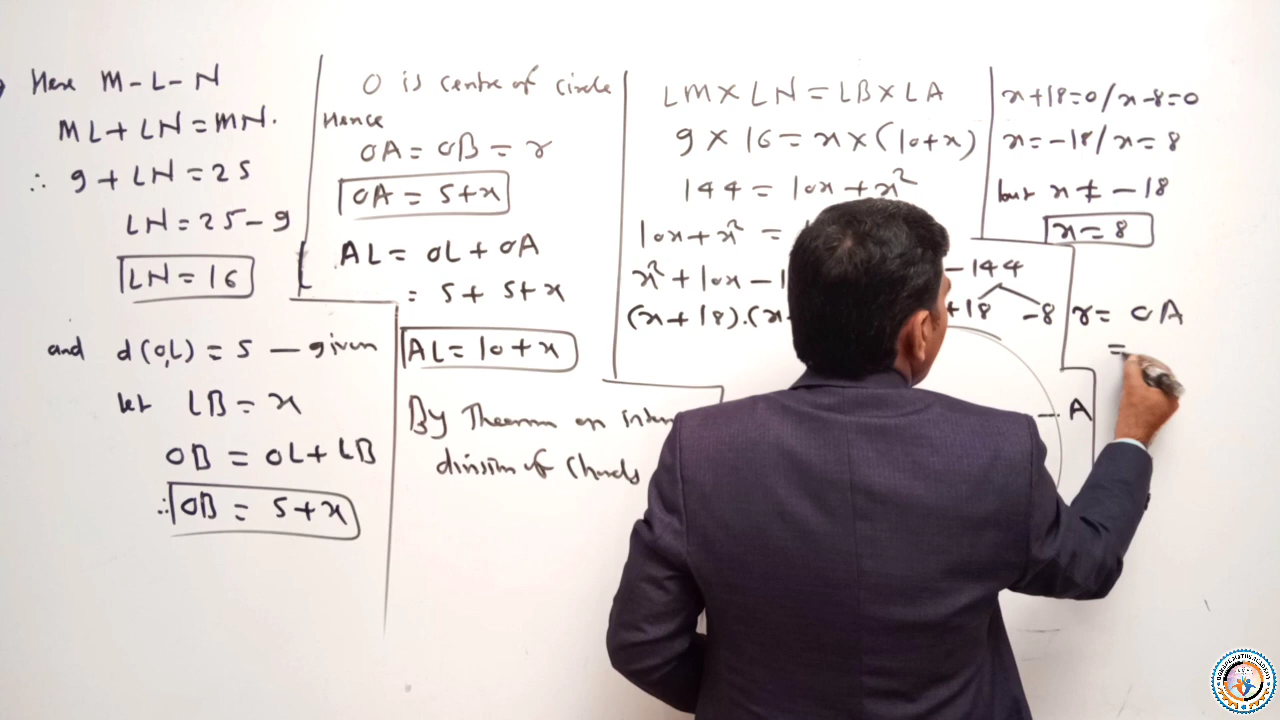 Here M-L-N
ML+LN=MN.
∴ 9+LN=25
LN=25-9
LN=16
and d(O,L)=5 — given
let LB=x
OB = OL+LB
∴ OB = 5+x
O is centre of circle
Hence
OA=OB=r
OA = 5+x
AL= OL+OA
= 5+5+x
AL=10+x
By Theorem on
division of chords
LM×LN=LB×LA
9×16=x×(10+x)
144=10x+x²
10x+x² =
x²+10x-1
(x+18).(x
-144
+18 -8
A
x+18=0/x-8=0
x=-18/x=8
but x≠-18
x=8
r= OA
=